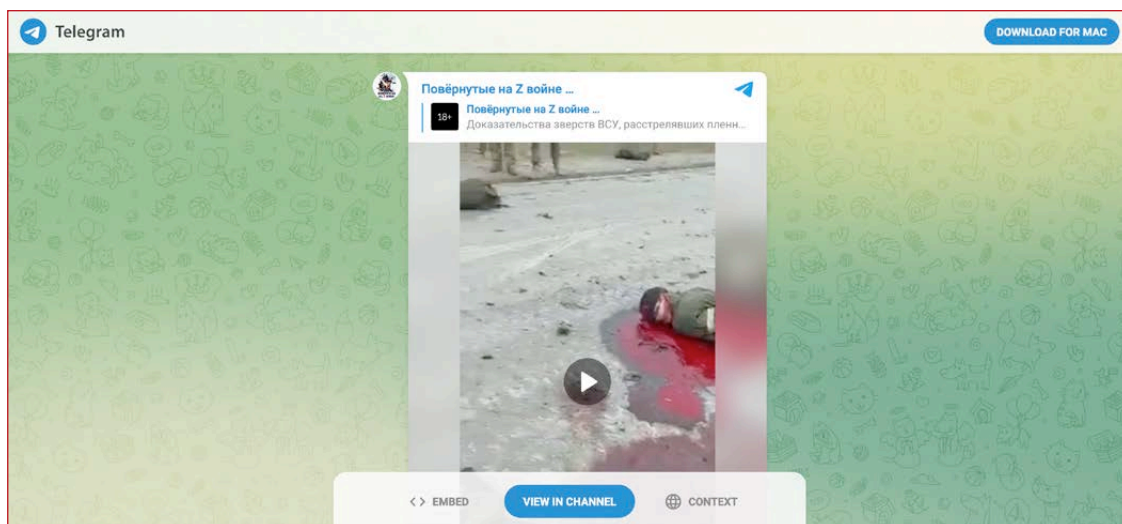 Telegram
DOWNLOAD FOR MAC
Повёрнутые на Z войне ...
18+
Повёрнутые на Z войне ...
Доказательства зверств ВСУ, расстрелявших пленн...
EMBED
VIEW IN CHANNEL
CONTEXT